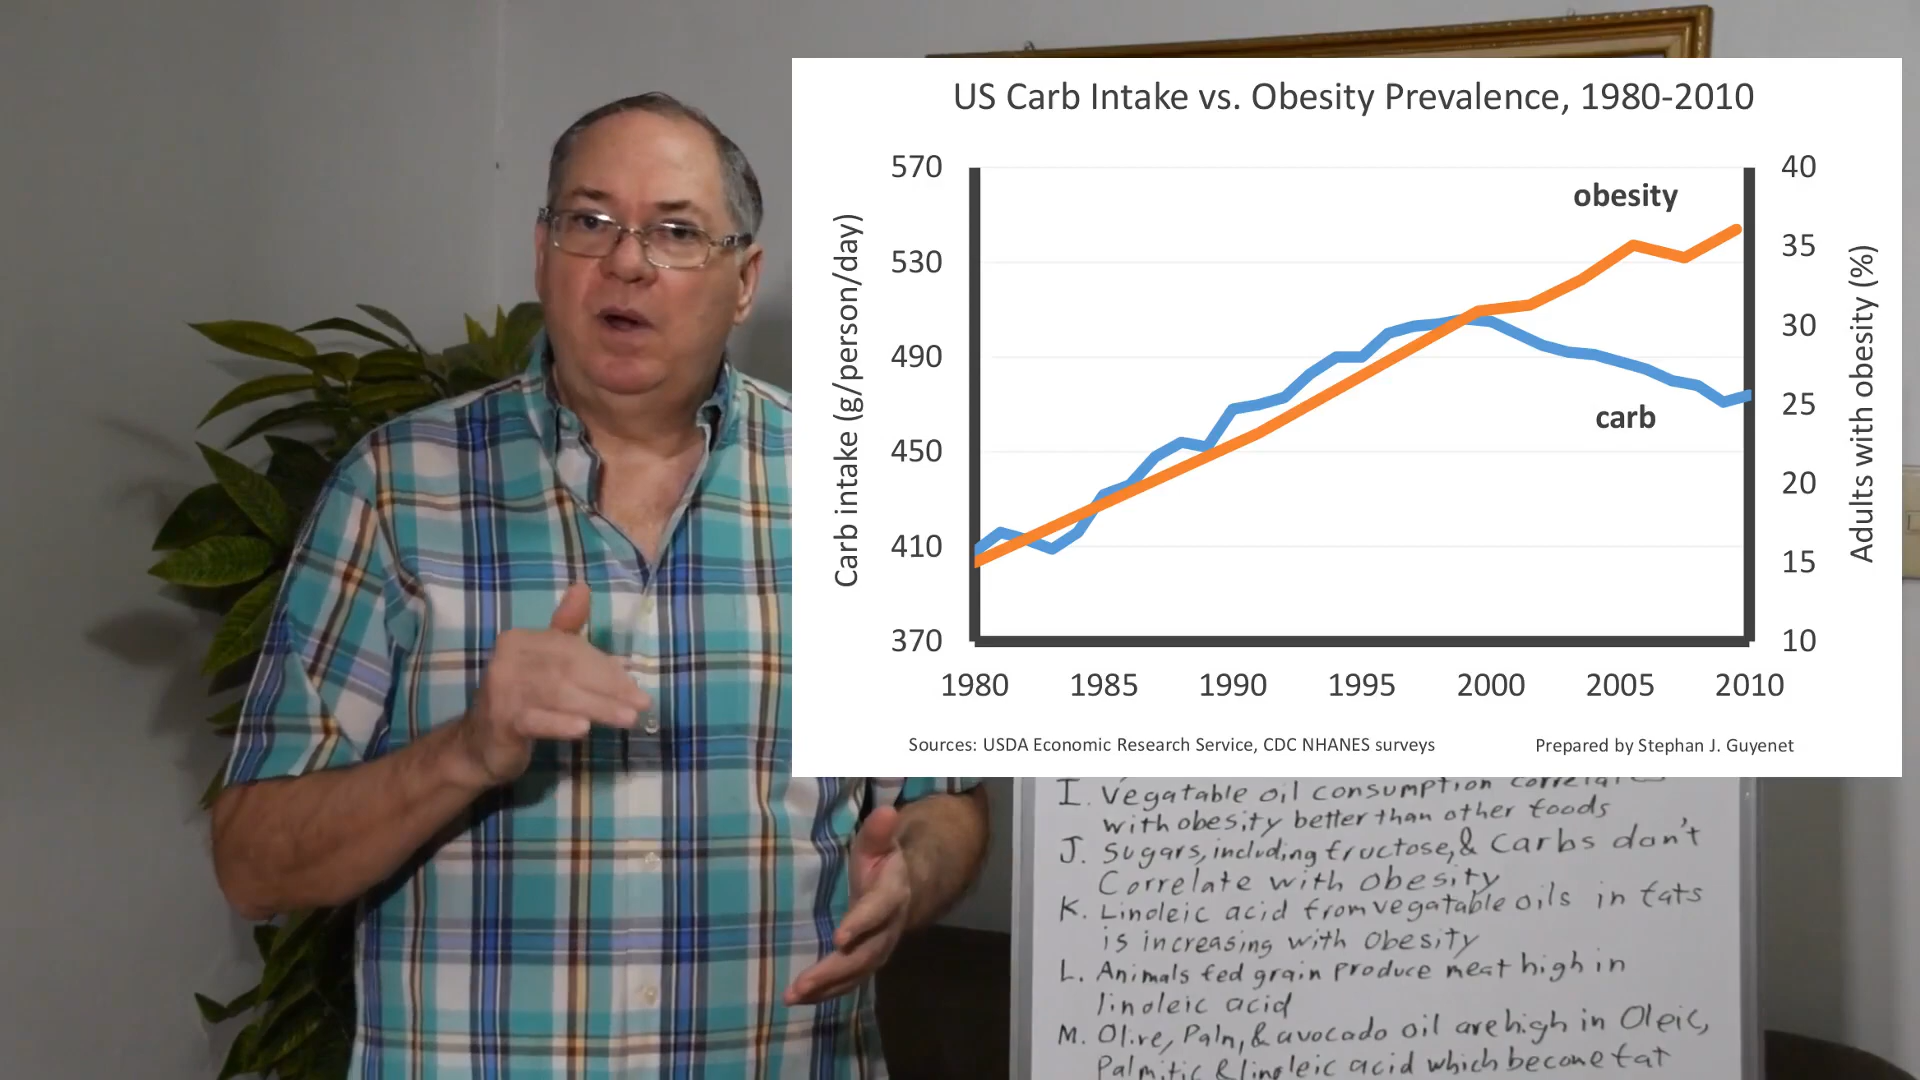 US Carb Intake vs. Obesity Prevalence, 1980-2010
570
530
490
450
410
370
Carb intake (g/person/day)
40
35
30
25
20
15
10
Adults with obesity (%)
obesity
carb
1980 1985 1990 1995 2000 2005 2010
Sources: USDA Economic Research Service, CDC NHANES surveys
Prepared by Stephan J. Guyenet
I. Vegatable oil consumption
with obesity better than other foods
J. Sugars, including fructose, & Carbs don't
Correlate with obesity
K. Linoleic acid from vegatable oils in fats
is increasing with obesity
L. Animals fed grain produce meat high in
linoleic acid
M. Olive, Palm, & avocado oil are high in Oleic,
Palmitic & linoleic acid which become fat